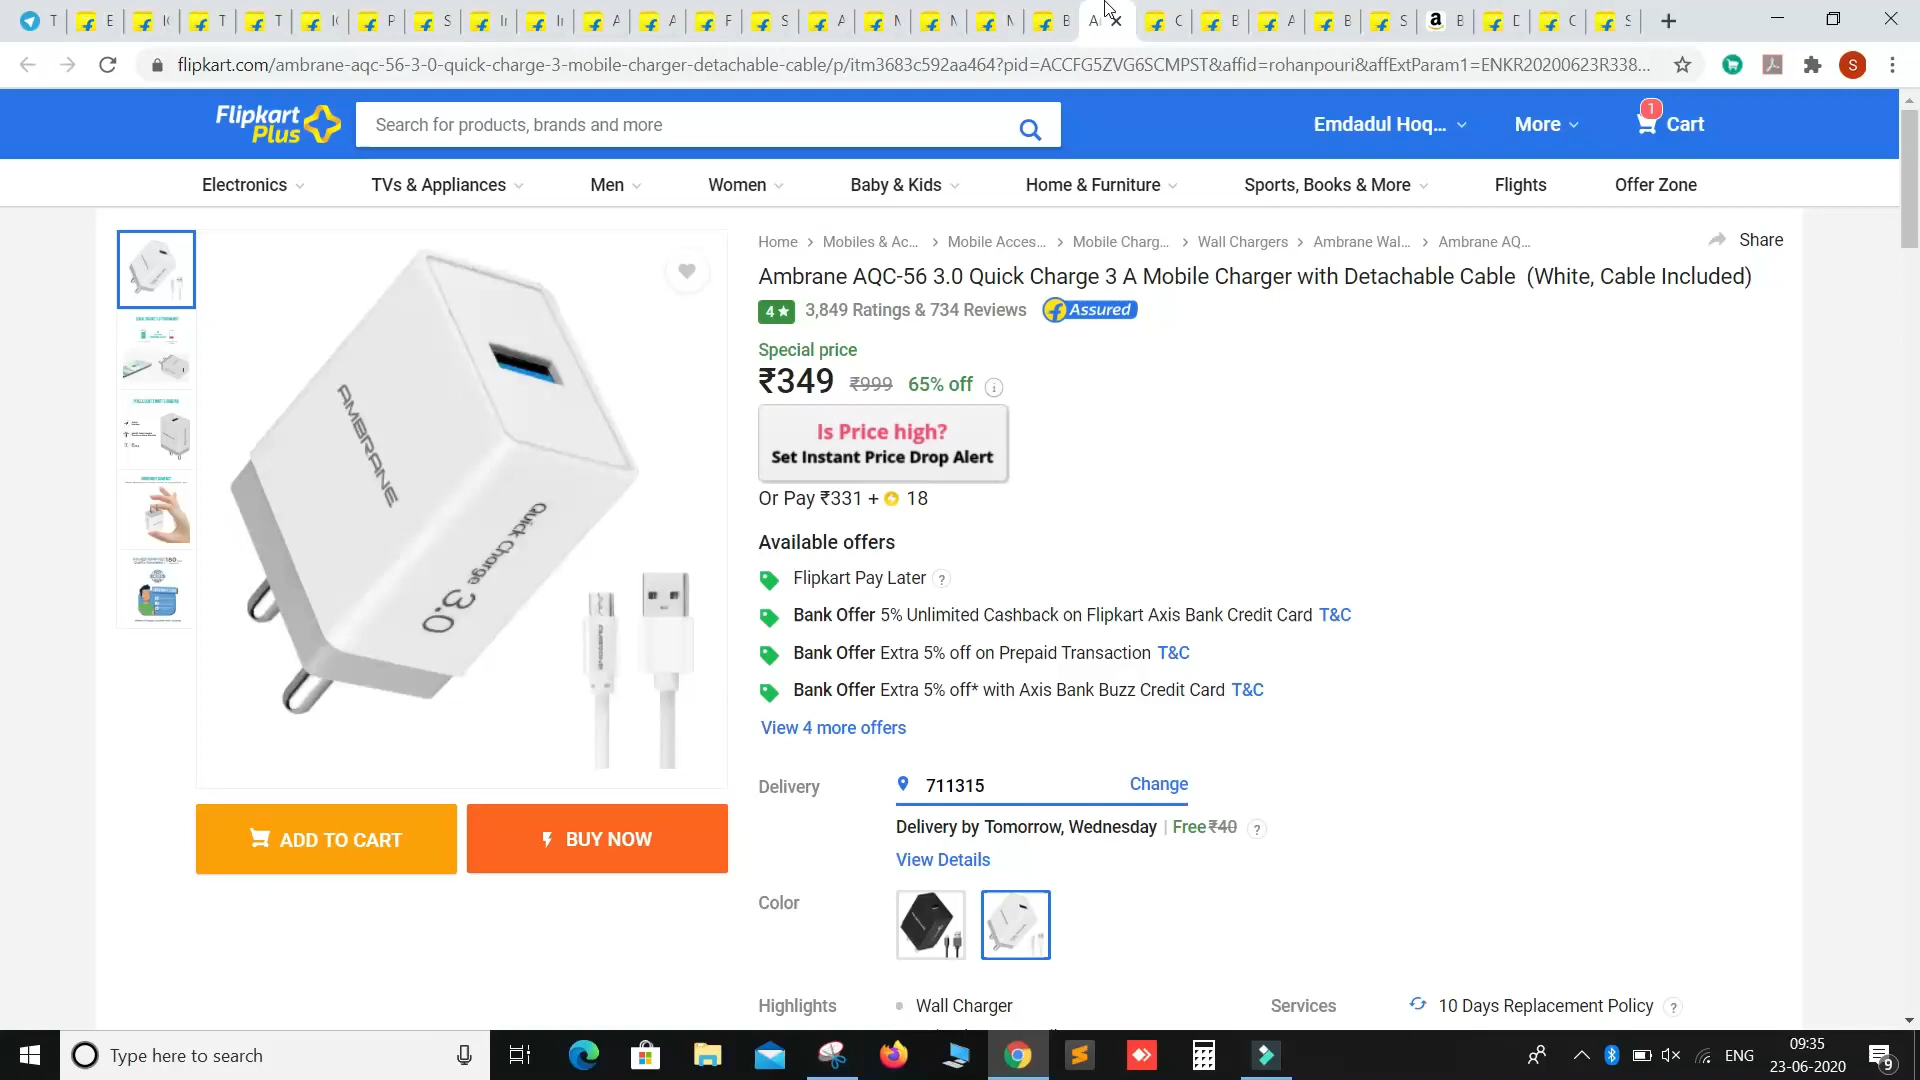 flipkart.com/ambrane-aqc-56-3-0-quick-charge-3-mobile-charger-detachable-cable/p/itm3683c592aa464?pid=ACCFG5ZVG6SCMPST&affid=rohanpouri&affExtParam1=ENKR20200623R338...
S
Flipkart
Plus
Search for products, brands and more
Emdadul Hoq...
More
1
Cart
Electronics
TVs & Appliances
Men
Women
Baby & Kids
Home & Furniture
Sports, Books & More
Flights
Offer Zone
Home > Mobiles & Ac... > Mobile Acces... > Mobile Charg... > Wall Chargers > Ambrane Wal... > Ambrane AQ...
Share
Ambrane AQC-56 3.0 Quick Charge 3 A Mobile Charger with Detachable Cable (White, Cable Included)
4★ 3,849 Ratings & 734 Reviews
Assured
Special price
₹349 ₹999 65% off
Is Price high?
Set Instant Price Drop Alert
Or Pay ₹331 + 18
Available offers
Flipkart Pay Later ?
Bank Offer 5% Unlimited Cashback on Flipkart Axis Bank Credit Card T&C
Bank Offer Extra 5% off on Prepaid Transaction T&C
Bank Offer Extra 5% off* with Axis Bank Buzz Credit Card T&C
View 4 more offers
AMBRANE
Quick Charge
3.0
AMBRANE
ADD TO CART
BUY NOW
Delivery
711315
Change
Delivery by Tomorrow, Wednesday | Free ₹40 ?
View Details
Color
Highlights
Wall Charger
Services
10 Days Replacement Policy ?
Type here to search
ENG
09:35
23-06-2020
9